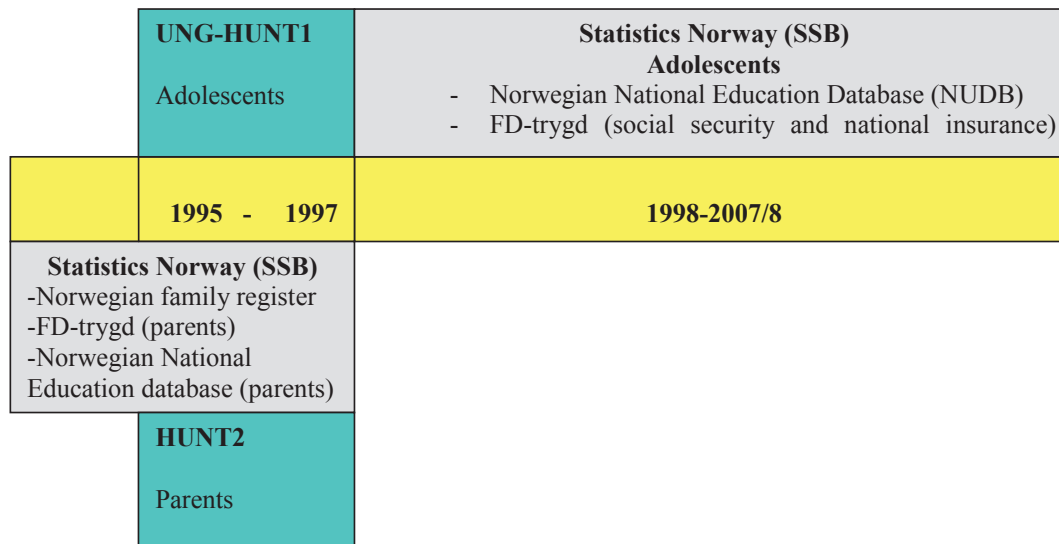 UNG-HUNT1
Adolescents
Statistics Norway (SSB)
Adolescents
- Norwegian National Education Database (NUDB)
- FD-trygd (social security and national insurance)
1995 - 1997
1998-2007/8
Statistics Norway (SSB)
-Norwegian family register
-FD-trygd (parents)
-Norwegian National
Education database (parents)
HUNT2
Parents